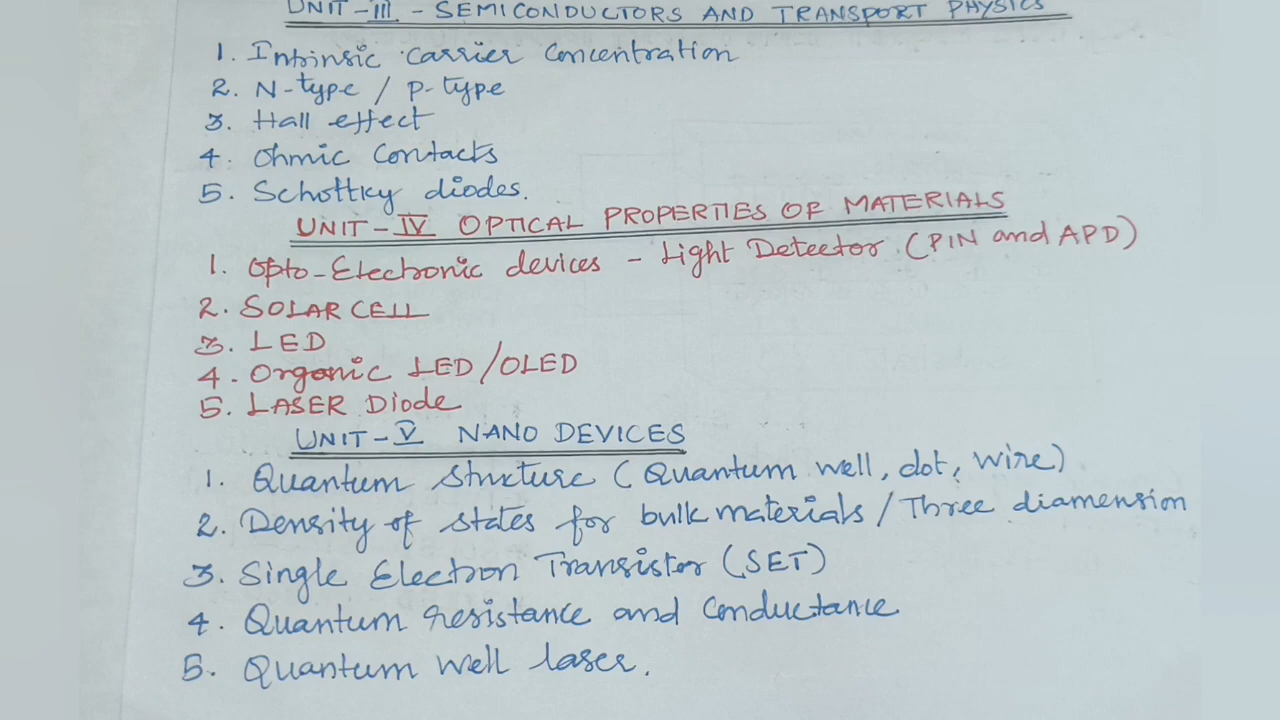 UNIT-III - SEMICONDUCTORS AND TRANSPORT PHYSICS
1. Intrinsic carrier concentration
2. N-type / p-type
3. Hall effect
4. Ohmic Contacts
5. Schottky diodes.
UNIT-IV OPTICAL PROPERTIES OF MATERIALS
1. Opto-Electronic devices - Light Detector (PIN and APD)
2. SOLAR CELL
3. LED
4. Organic LED/OLED
5. LASER Diode
UNIT-V NANO DEVICES
1. Quantum structure (Quantum well, dot, wire)
2. Density of states for bulk materials / Three diamension
3. Single Electron Transistor (SET)
4. Quantum resistance and conductance
5. Quantum well laser.